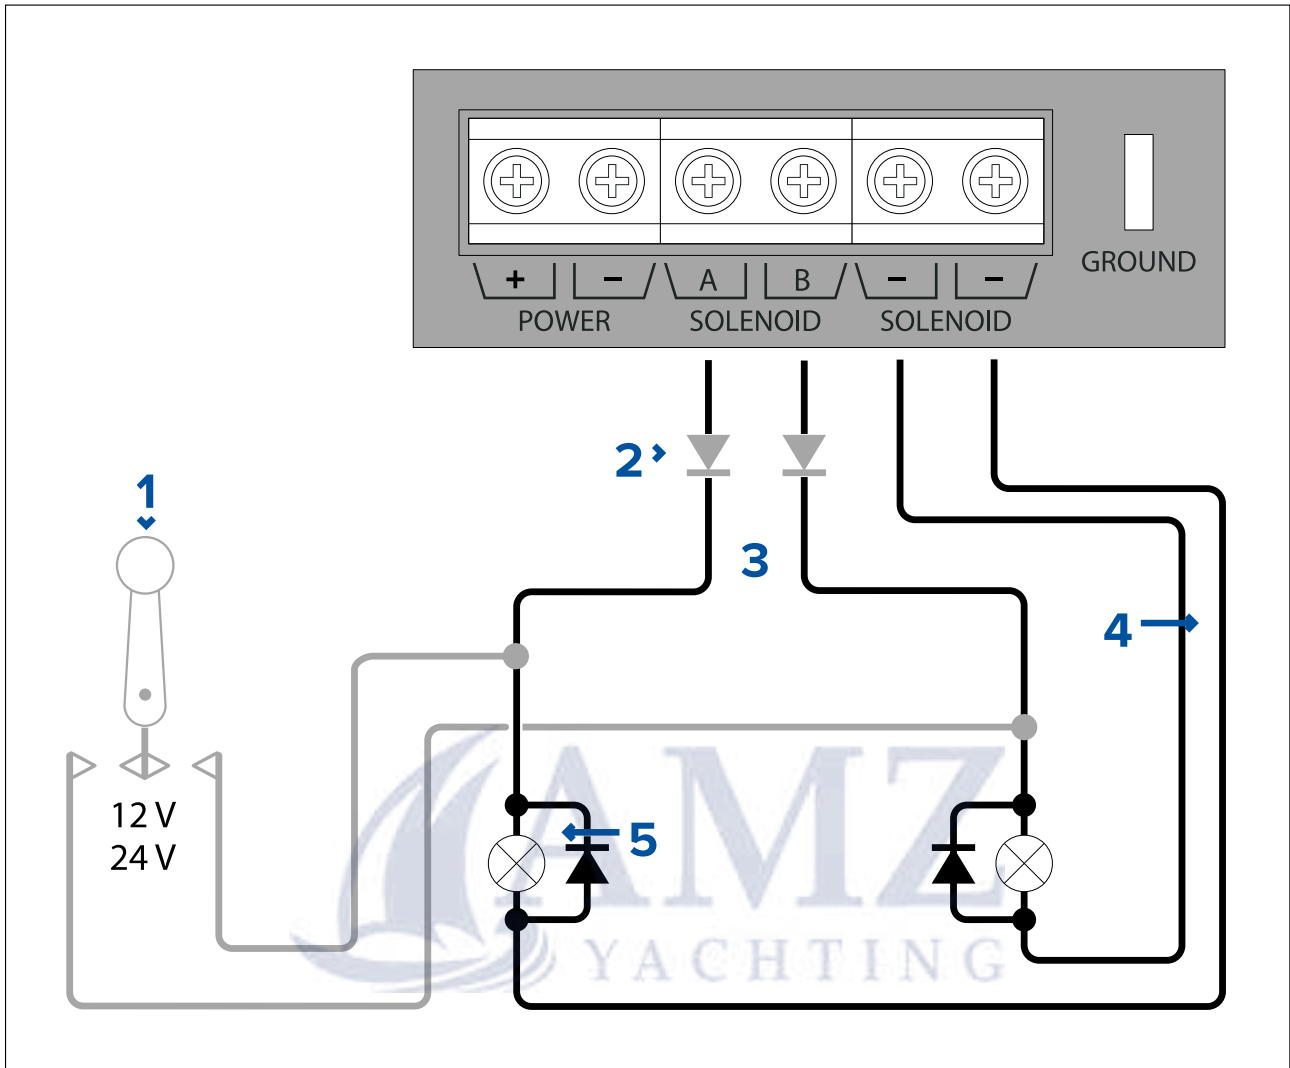 + − A B − −
POWER SOLENOID SOLENOID
GROUND
2
1
3
4
12 V
24 V
5
AMZ
YACHTING